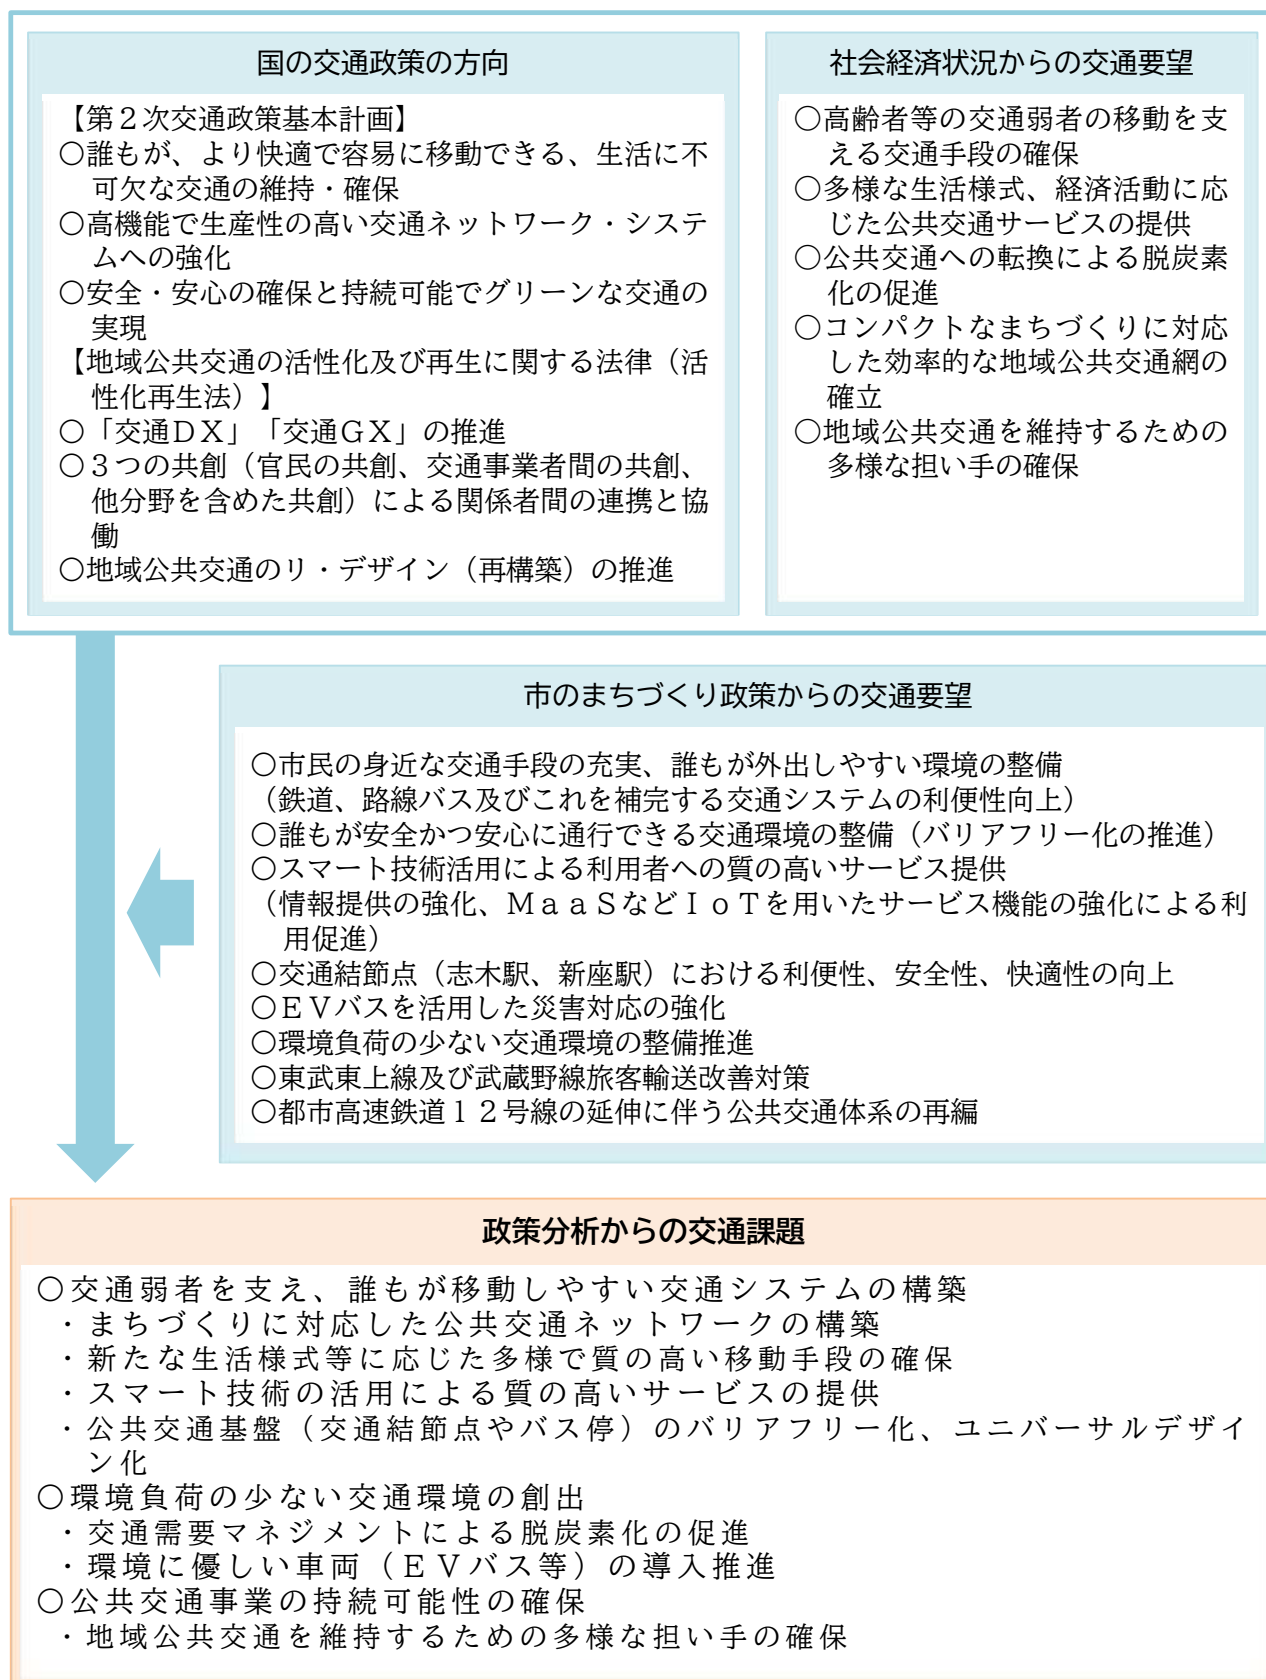 国の交通政策の方向
【第２次交通政策基本計画】
〇誰もが、より快適で容易に移動できる、生活に不
可欠な交通の維持・確保
〇高機能で生産性の高い交通ネットワーク・システ
ムへの強化
〇安全・安心の確保と持続可能でグリーンな交通の
実現
【地域公共交通の活性化及び再生に関する法律（活
性化再生法）】
〇「交通ＤＸ」「交通ＧＸ」の推進
〇３つの共創（官民の共創、交通事業者間の共創、
他分野を含めた共創）による関係者間の連携と協
働
〇地域公共交通のリ・デザイン（再構築）の推進
社会経済状況からの交通要望
〇高齢者等の交通弱者の移動を支
える交通手段の確保
〇多様な生活様式、経済活動に応
じた公共交通サービスの提供
〇公共交通への転換による脱炭素
化の促進
〇コンパクトなまちづくりに対応
した効率的な地域公共交通網の
確立
〇地域公共交通を維持するための
多様な担い手の確保
市のまちづくり政策からの交通要望
〇市民の身近な交通手段の充実、誰もが外出しやすい環境の整備
（鉄道、路線バス及びこれを補完する交通システムの利便性向上）
〇誰もが安全かつ安心に通行できる交通環境の整備（バリアフリー化の推進）
〇スマート技術活用による利用者への質の高いサービス提供
（情報提供の強化、ＭａａＳなどＩｏＴを用いたサービス機能の強化による利
用促進）
〇交通結節点（志木駅、新座駅）における利便性、安全性、快適性の向上
〇ＥＶバスを活用した災害対応の強化
〇環境負荷の少ない交通環境の整備推進
〇東武東上線及び武蔵野線旅客輸送改善対策
〇都市高速鉄道１２号線の延伸に伴う公共交通体系の再編
政策分析からの交通課題
〇交通弱者を支え、誰もが移動しやすい交通システムの構築
・まちづくりに対応した公共交通ネットワークの構築
・新たな生活様式等に応じた多様で質の高い移動手段の確保
・スマート技術の活用による質の高いサービスの提供
・公共交通基盤（交通結節点やバス停）のバリアフリー化、ユニバーサルデザイ
ン化
〇環境負荷の少ない交通環境の創出
・交通需要マネジメントによる脱炭素化の促進
・環境に優しい車両（ＥＶバス等）の導入推進
〇公共交通事業の持続可能性の確保
・地域公共交通を維持するための多様な担い手の確保